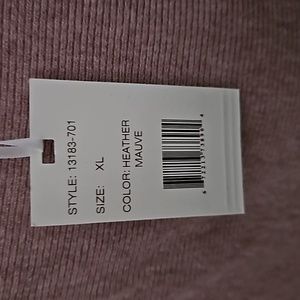 STYLE: 13183-701
SIZE: XL
COLOR: HEATHER
MAUVE